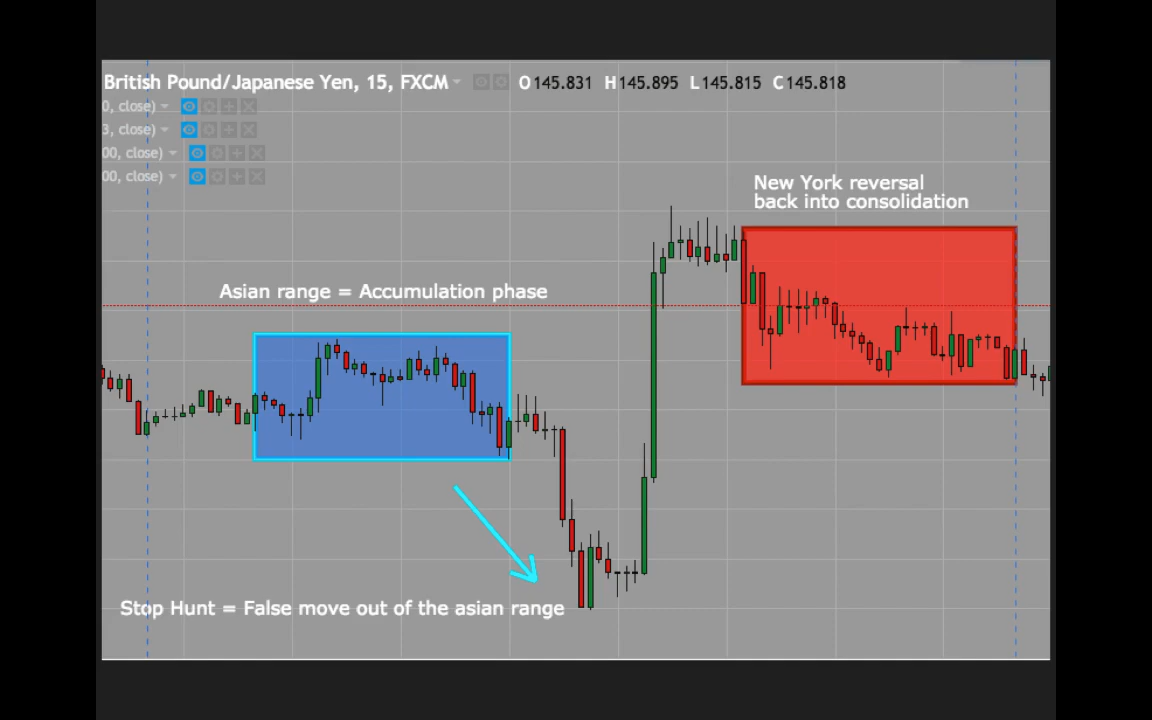 British Pound/Japanese Yen, 15, FXCM O145.831 H145.895 L145.815 C145.818
0, close)
3, close)
00, close)
00, close)
New York reversal
back into consolidation
Asian range = Accumulation phase
Stop Hunt = False move out of the asian range